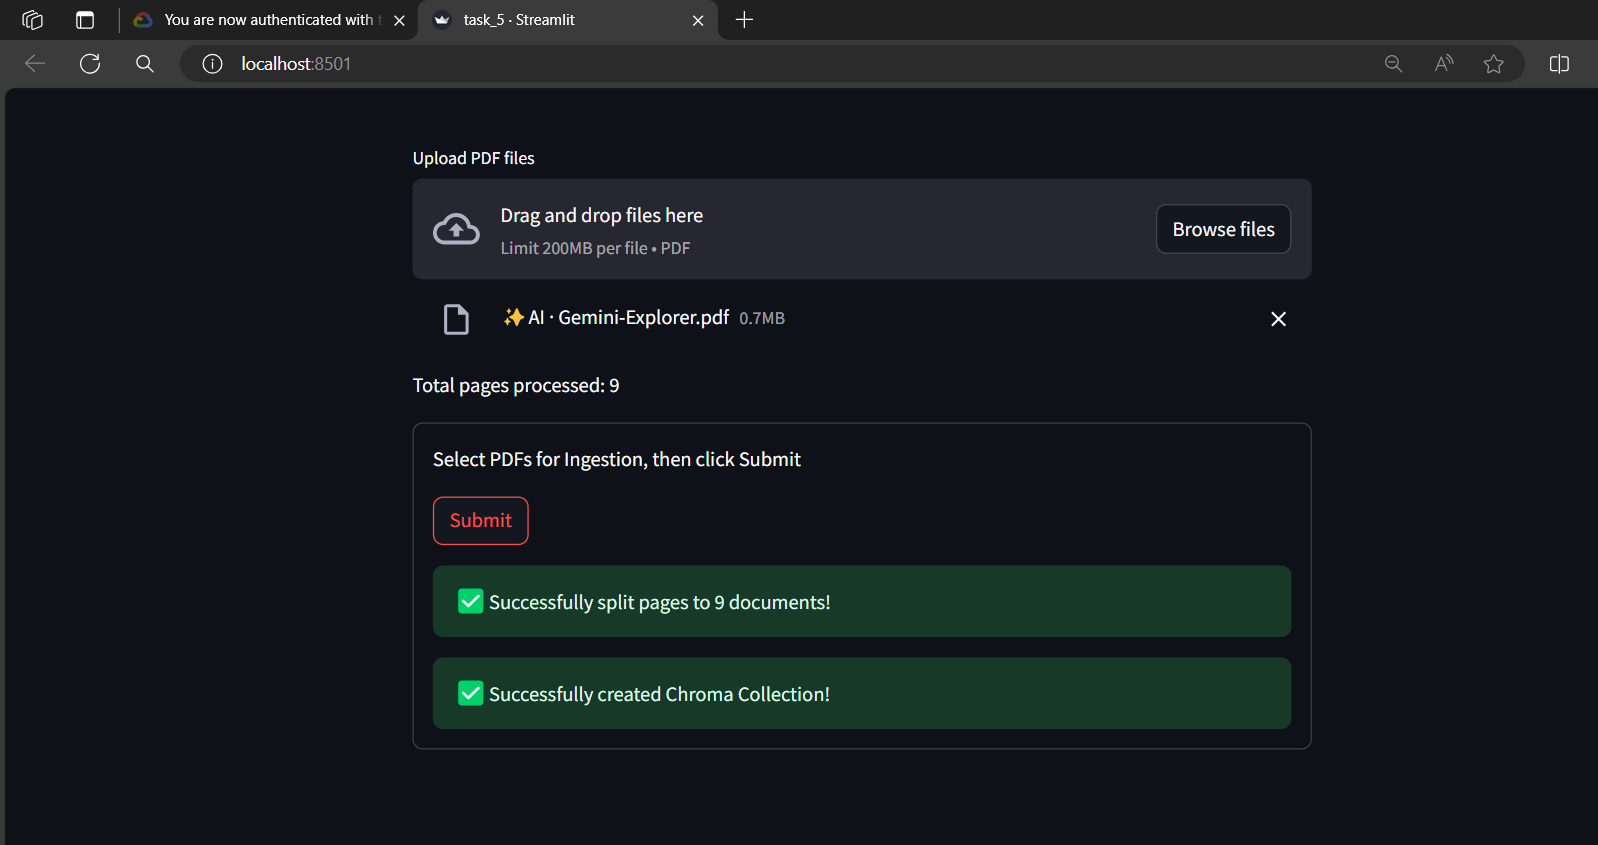 You are now authenticated with t
task_5 · Streamlit
localhost:8501
Upload PDF files
Drag and drop files here
Limit 200MB per file • PDF
Browse files
✨ AI · Gemini-Explorer.pdf 0.7MB
Total pages processed: 9
Select PDFs for Ingestion, then click Submit
Submit
✅ Successfully split pages to 9 documents!
✅ Successfully created Chroma Collection!